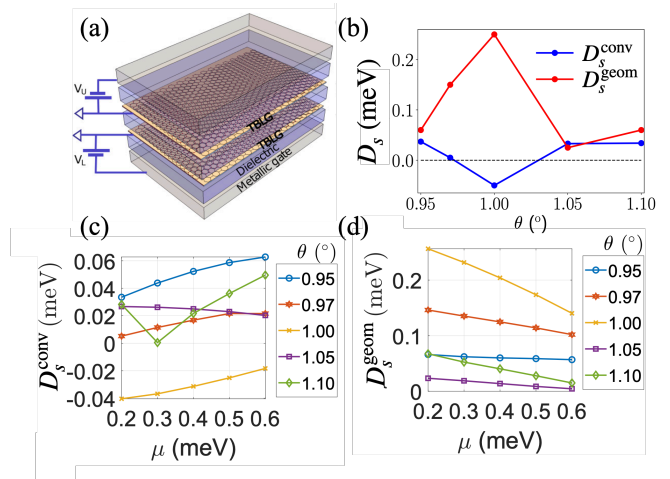 (a)
V_U
V_L
TBLG
TBLG
Dielectric
Metallic gate
(b)
D_s (meV)
0.2
0.1
0.0
0.95
1.00
1.05
1.10
θ (°)
D_s^conv
D_s^geom
(c)
D_s^conv (meV)
0.06
0.04
0.02
0
-0.02
-0.04
0.2 0.3 0.4 0.5 0.6
μ (meV)
θ (°)
0.95
0.97
1.00
1.05
1.10
(d)
D_s^geom (meV)
0.2
0.1
0
0.2 0.3 0.4 0.5 0.6
μ (meV)
θ (°)
0.95
0.97
1.00
1.05
1.10